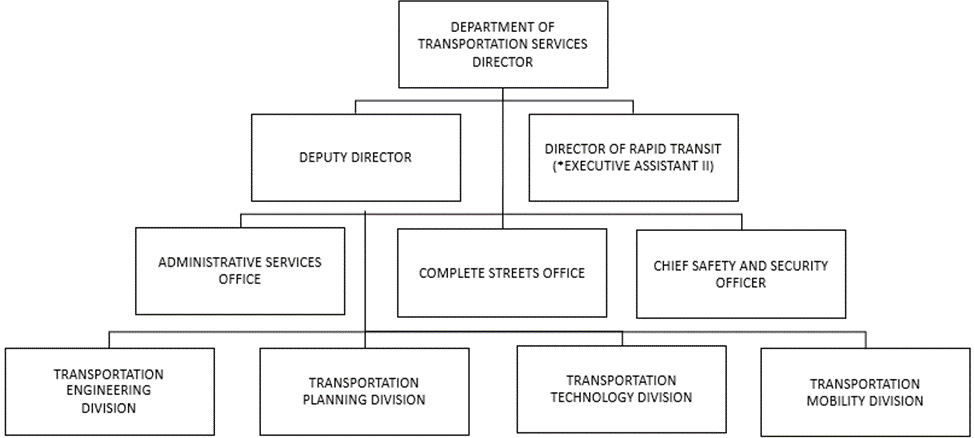 DEPARTMENT OF
TRANSPORTATION SERVICES
DIRECTOR
DEPUTY DIRECTOR
DIRECTOR OF RAPID TRANSIT
(*EXECUTIVE ASSISTANT II)
ADMINISTRATIVE SERVICES
OFFICE
COMPLETE STREETS OFFICE
CHIEF SAFETY AND SECURITY
OFFICER
TRANSPORTATION
ENGINEERING
DIVISION
TRANSPORTATION
PLANNING DIVISION
TRANSPORTATION
TECHNOLOGY DIVISION
TRANSPORTATION
MOBILITY DIVISION